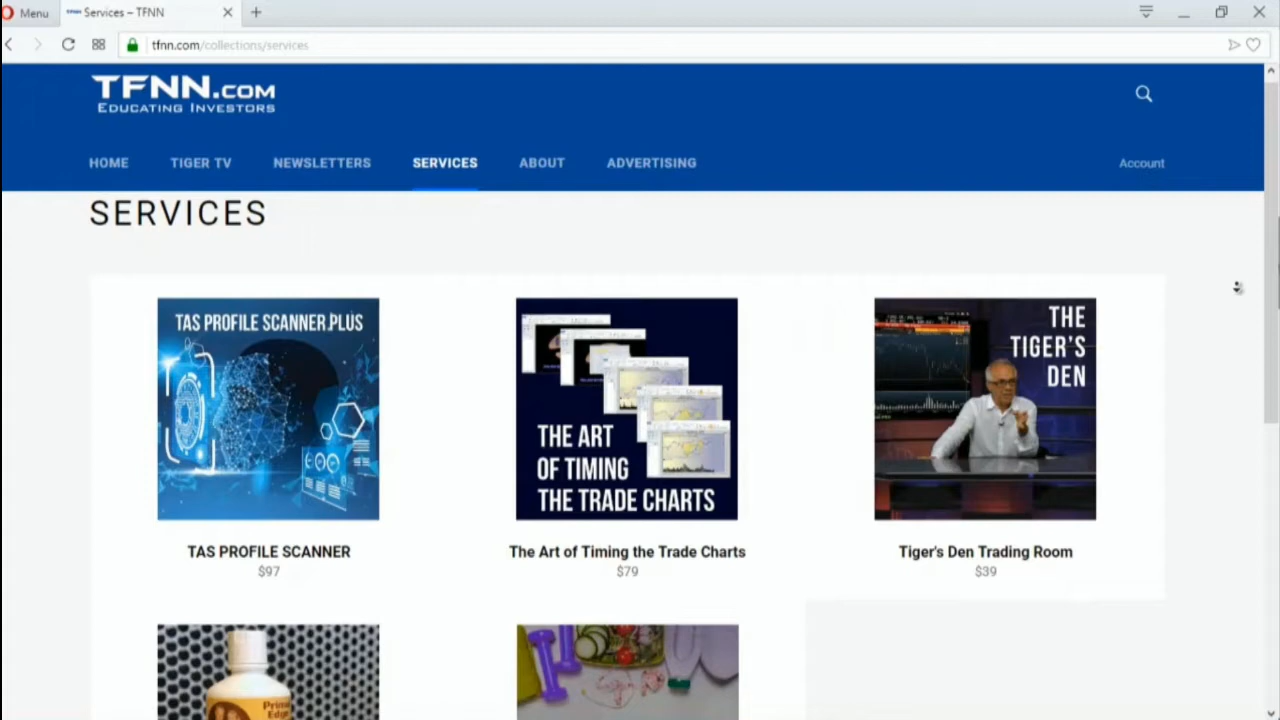 Menu
Services – TFNN
tfnn.com/collections/services
TFNN.COM
EDUCATING INVESTORS
HOME
TIGER TV
NEWSLETTERS
SERVICES
ABOUT
ADVERTISING
Account
SERVICES
TAS PROFILE SCANNER PLUS
THE ART
OF TIMING
THE TRADE CHARTS
THE
TIGER'S
DEN
TAS PROFILE SCANNER
The Art of Timing the Trade Charts
Tiger's Den Trading Room
$97
$79
$39
Primal
Edge